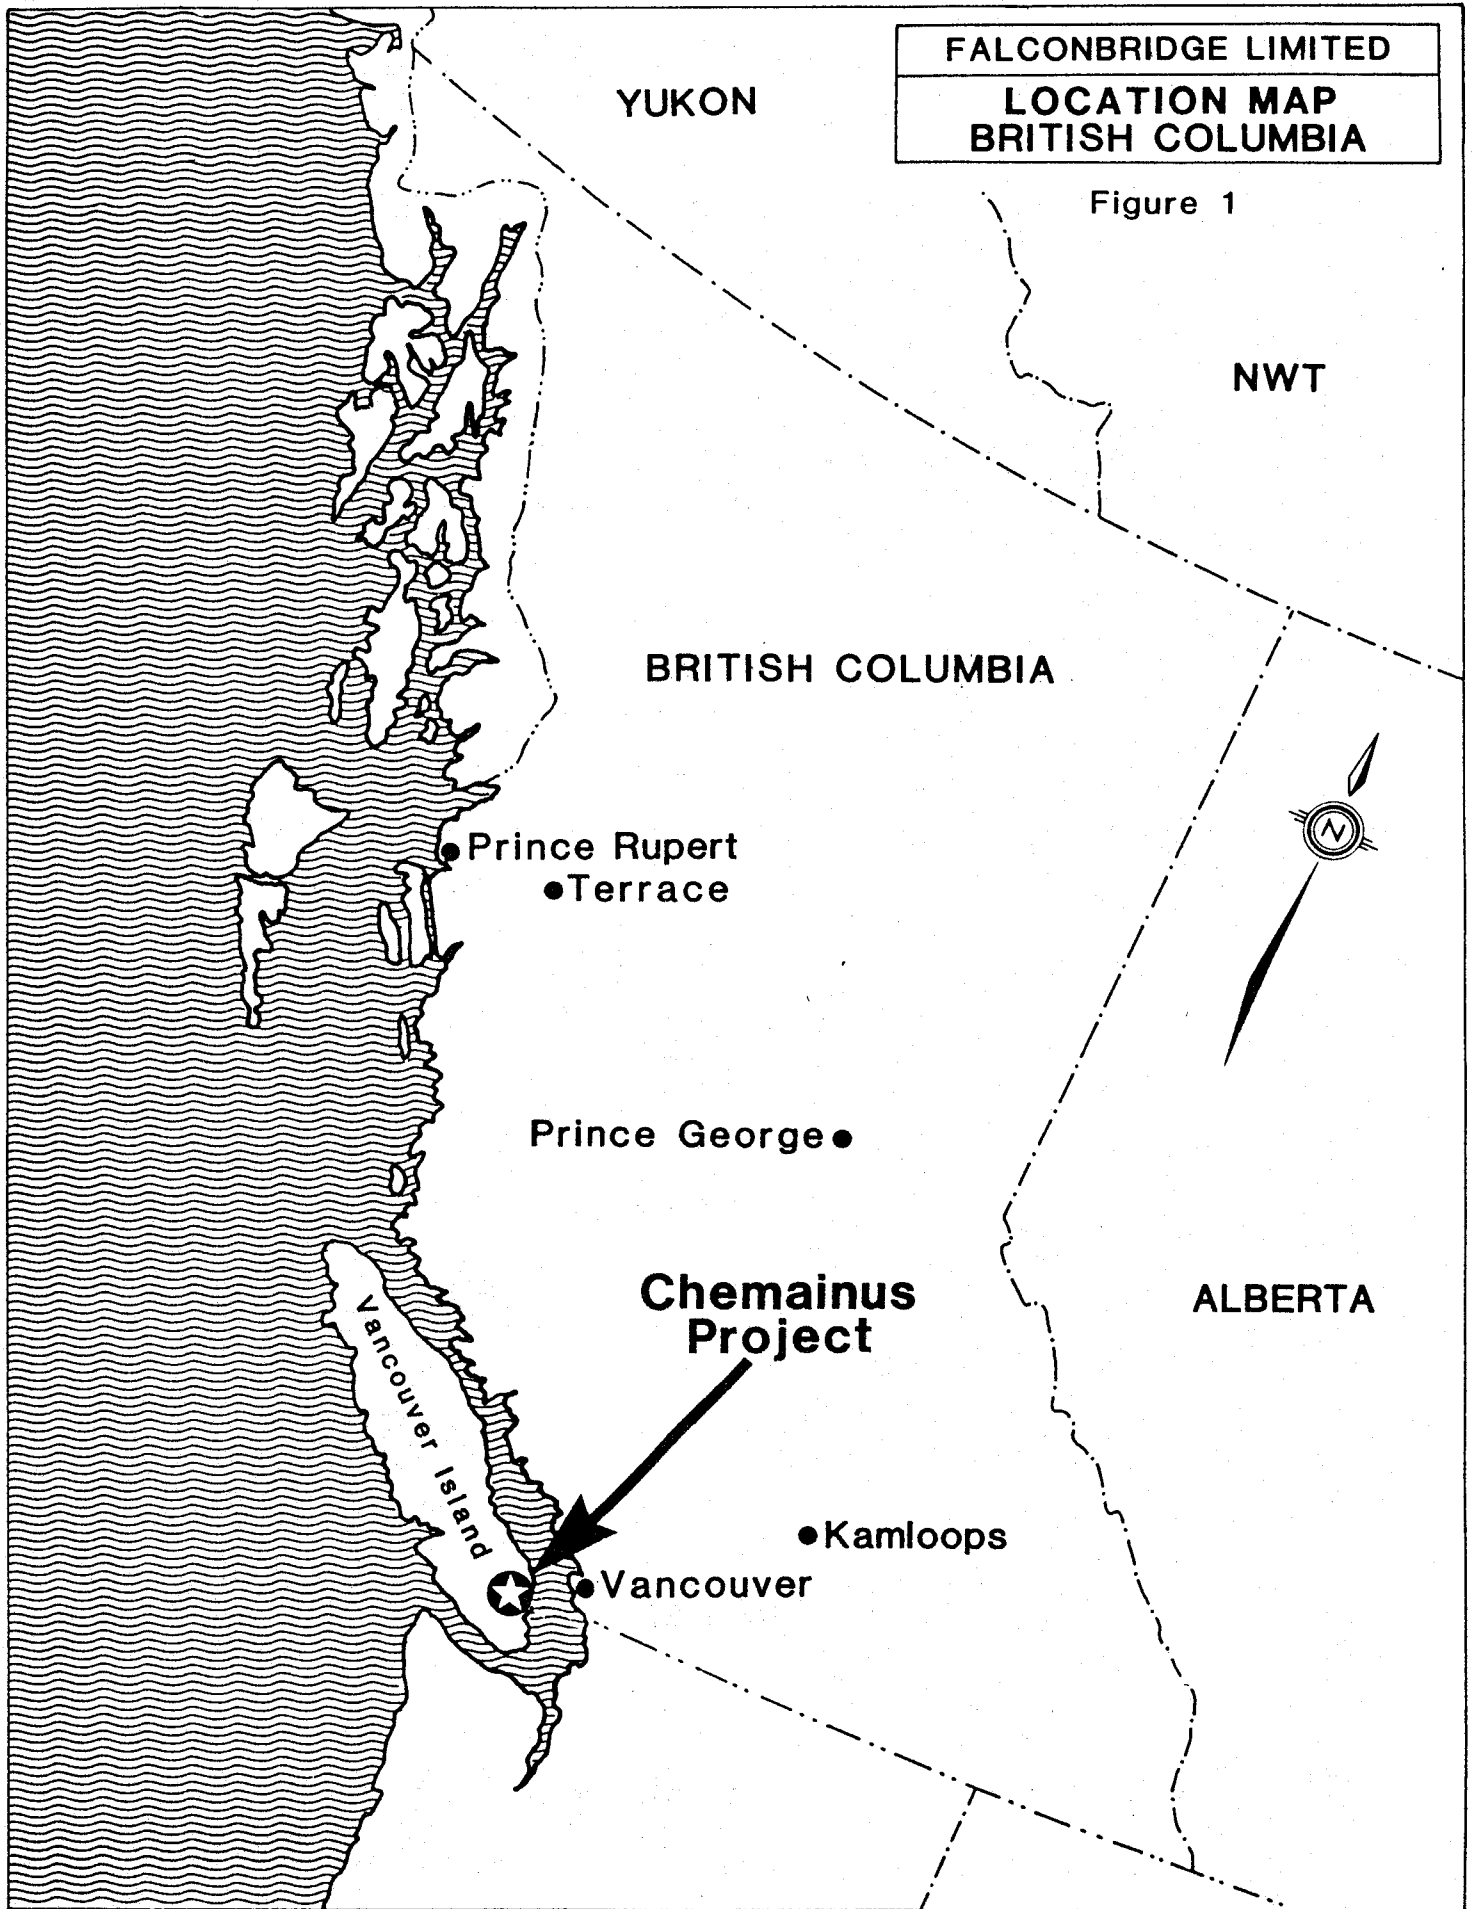 FALCONBRIDGE LIMITED
LOCATION MAP
BRITISH COLUMBIA
Figure 1
YUKON
NWT
BRITISH COLUMBIA
N
Prince Rupert
Terrace
Prince George
Chemainus
Project
ALBERTA
Vancouver Island
Kamloops
Vancouver